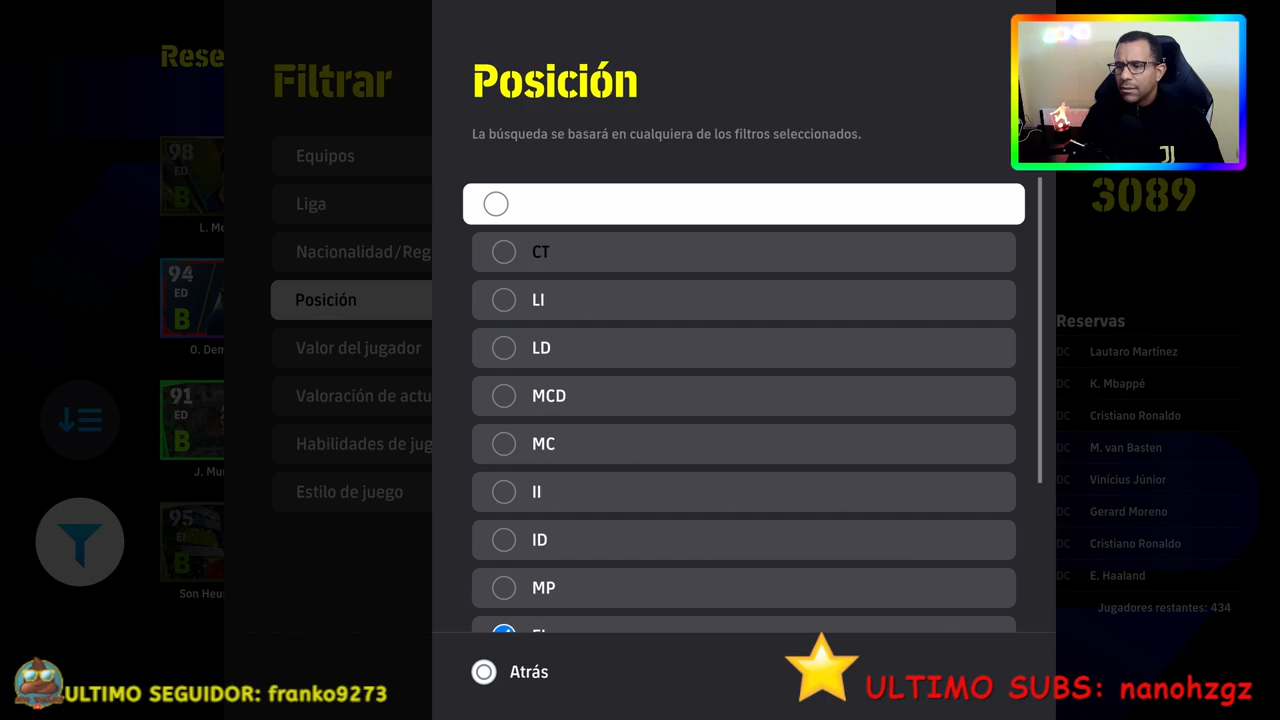 Rese
Filtrar
Posición
La búsqueda se basará en cualquiera de los filtros seleccionados.
98
ED
B
L. Me
94
ED
B
O. Dem
91
ED
B
J. Mu
95
EI
B
Son Heu
Equipos
Liga
Nacionalidad/Reg
Posición
Valor del jugador
Valoración de actu
Habilidades de jug
Estilo de juego
CT
LI
LD
MCD
MC
II
ID
MP
Atrás
3089
Reservas
DC Lautaro Martínez
DC K. Mbappé
DC Cristiano Ronaldo
DC M. van Basten
DC Vinícius Júnior
DC Gerard Moreno
DC Cristiano Ronaldo
DC E. Haaland
Jugadores restantes: 434
ULTIMO SEGUIDOR: franko9273
ULTIMO SUBS: nanohzgz